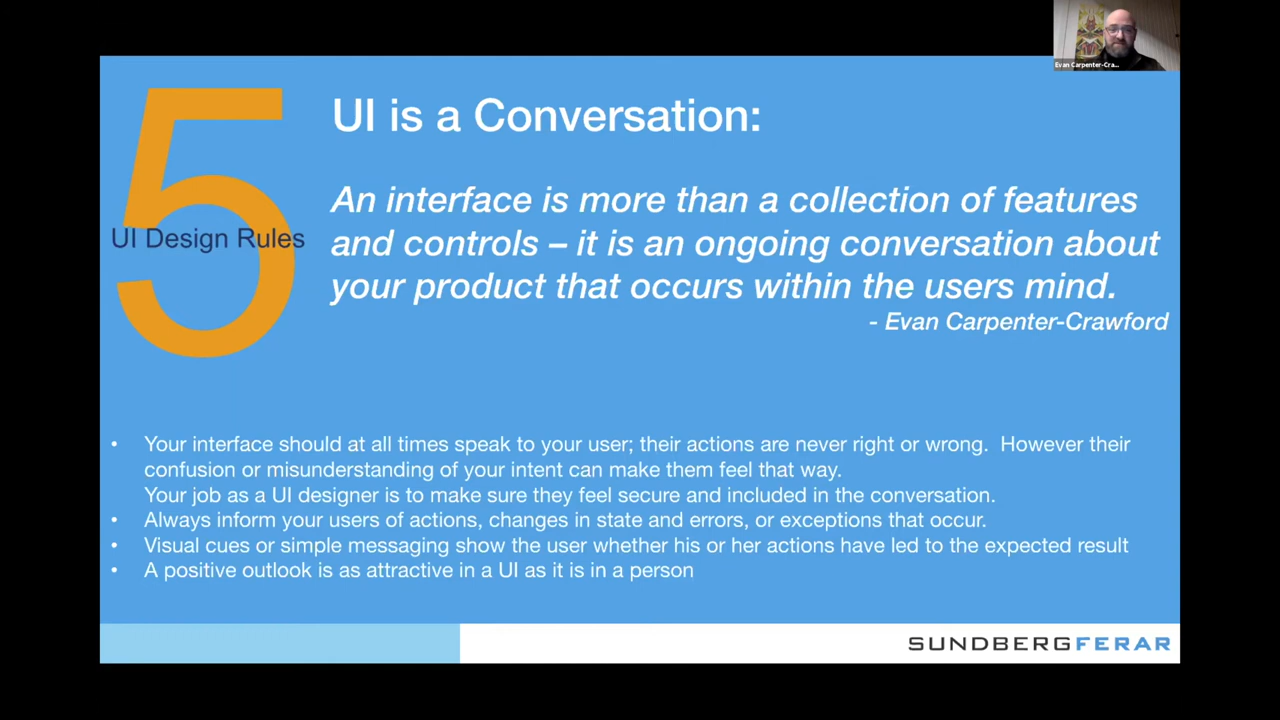 Evan Carpenter-Cra...
5
UI Design Rules
UI is a Conversation:
An interface is more than a collection of features
and controls – it is an ongoing conversation about
your product that occurs within the users mind.
- Evan Carpenter-Crawford
• Your interface should at all times speak to your user; their actions are never right or wrong.  However their
confusion or misunderstanding of your intent can make them feel that way.
Your job as a UI designer is to make sure they feel secure and included in the conversation.
• Always inform your users of actions, changes in state and errors, or exceptions that occur.
• Visual cues or simple messaging show the user whether his or her actions have led to the expected result
• A positive outlook is as attractive in a UI as it is in a person
SUNDBERGFERAR